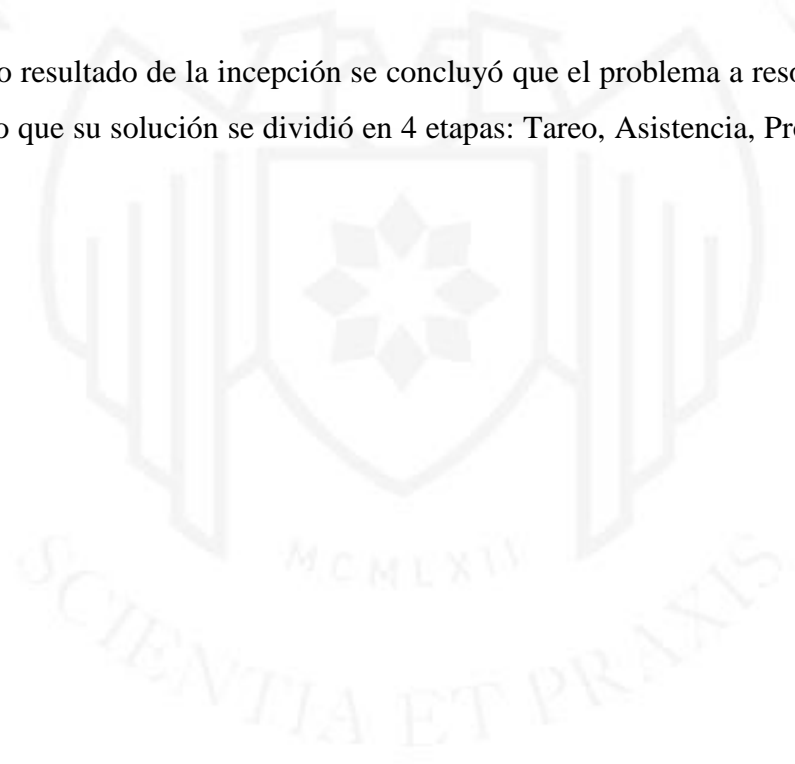 o resultado de la incepción se concluyó que el problema a reso
o que su solución se dividió en 4 etapas: Tareo, Asistencia, Pr
MCMLXII
SCIENTIA ET PRAXIS